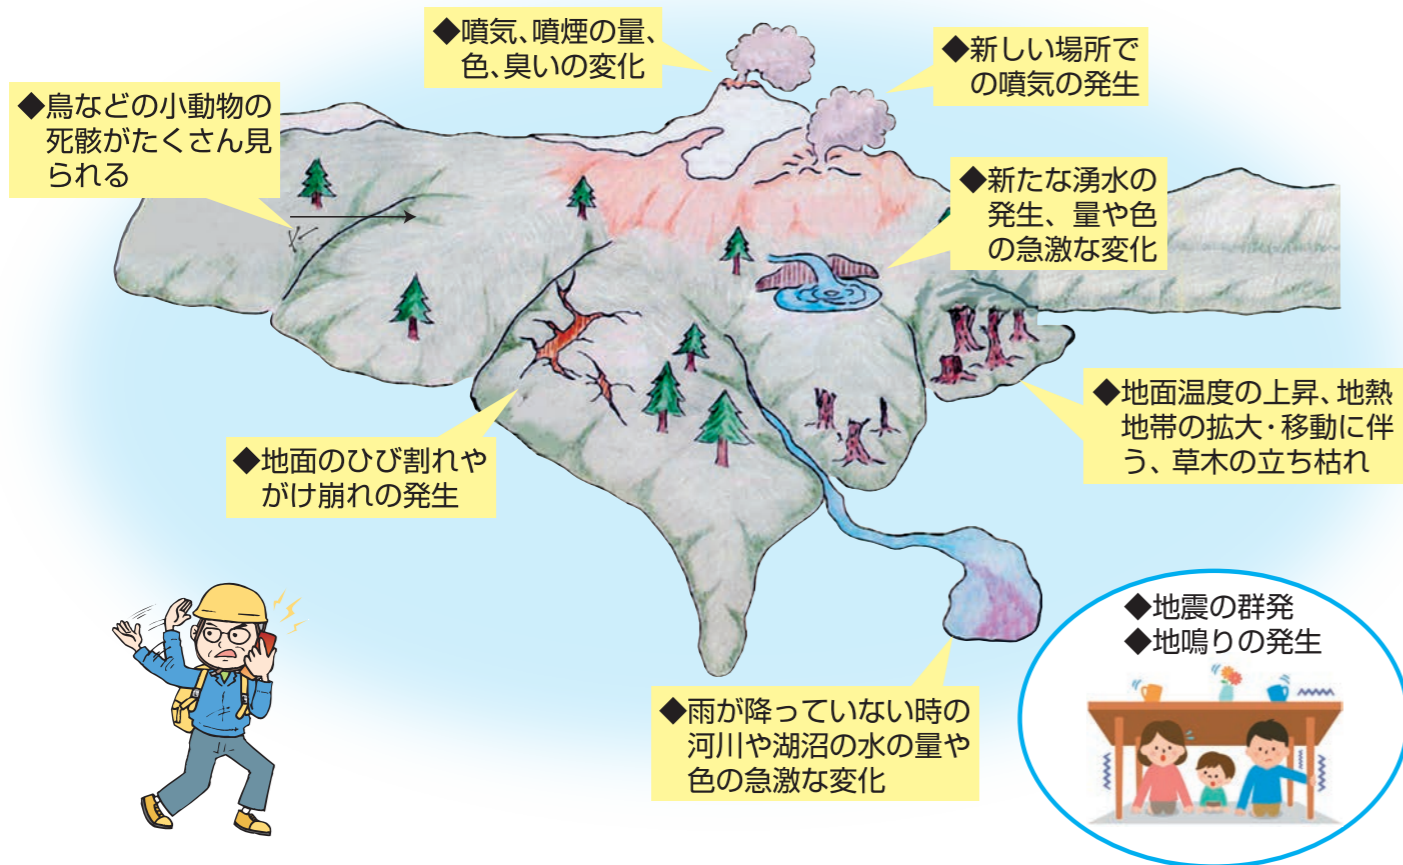 ◆噴気、噴煙の量、
色、臭いの変化
◆新しい場所で
の噴気の発生
◆鳥などの小動物の
死骸がたくさん見
られる
◆新たな湧水の
発生、量や色
の急激な変化
◆地面温度の上昇、地熱
地帯の拡大・移動に伴
う、草木の立ち枯れ
◆地面のひび割れや
がけ崩れの発生
◆雨が降っていない時の
河川や湖沼の水の量や
色の急激な変化
◆地震の群発
◆地鳴りの発生